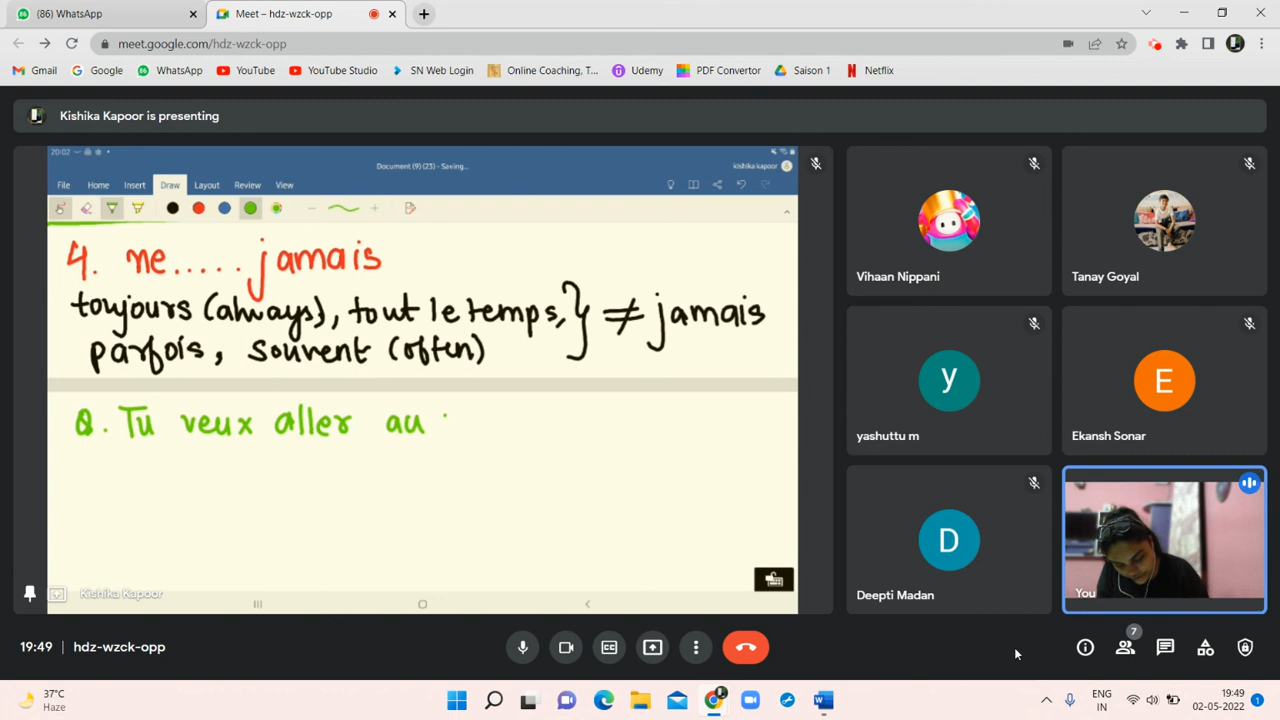 (86) WhatsApp
Meet – hdz-wzck-opp
meet.google.com/hdz-wzck-opp
Gmail Google WhatsApp YouTube YouTube Studio SN Web Login Online Coaching, T... Udemy PDF Convertor Saison 1 Netflix
Kishika Kapoor is presenting
20:02
Document (9) (23) - Saving...
kishika kapoor
File Home Insert Draw Layout Review View
4. ne.....jamais
toujours (always), tout le temps, } ≠ jamais
parfois, souvent (often)
Q. Tu veux aller au
Kishika Kapoor
Vihaan Nippani
Tanay Goyal
y
yashuttu m
E
Ekansh Sonar
D
Deepti Madan
You
19:49 | hdz-wzck-opp
7
37°C
Haze
ENG
IN
19:49
02-05-2022
1